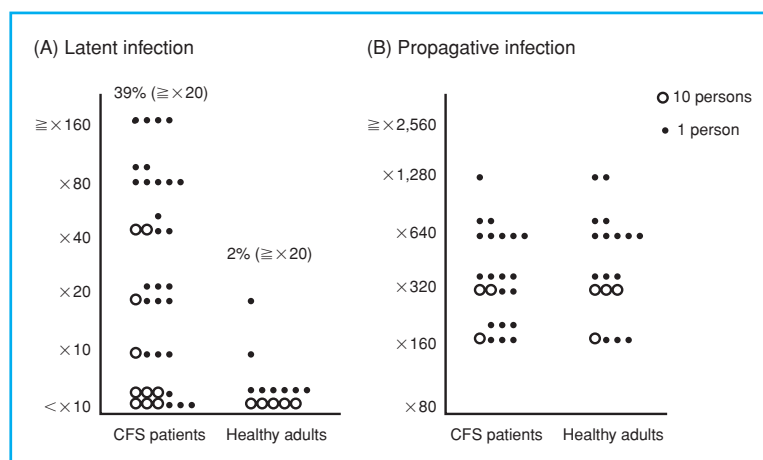 (A) Latent infection
39% (≧×20)
≧×160
×80
×40
×20
×10
<×10
2% (≧×20)
CFS patients
Healthy adults
(B) Propagative infection
10 persons
1 person
≧×2,560
×1,280
×640
×320
×160
×80
CFS patients
Healthy adults